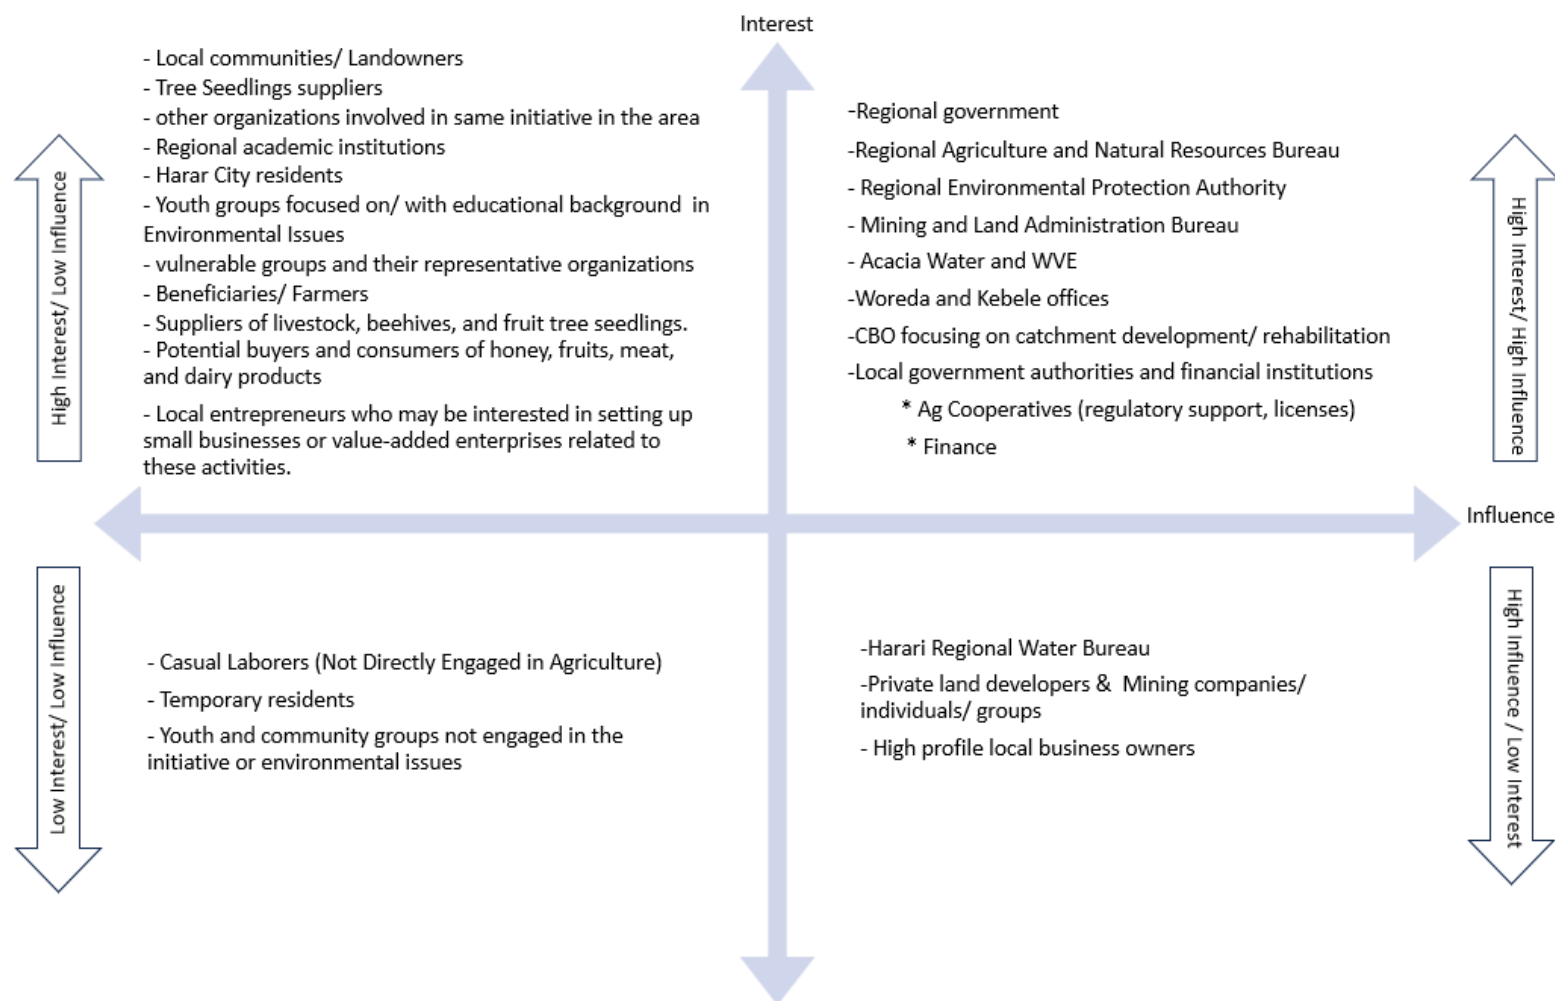 Interest
- Local communities/ Landowners
- Tree Seedlings suppliers
- other organizations involved in same initiative in the area
- Regional academic institutions
- Harar City residents
- Youth groups focused on/ with educational background in
Environmental Issues
- vulnerable groups and their representative organizations
- Beneficiaries/ Farmers
- Suppliers of livestock, beehives, and fruit tree seedlings.
- Potential buyers and consumers of honey, fruits, meat,
and dairy products
- Local entrepreneurs who may be interested in setting up
small businesses or value-added enterprises related to
these activities.
High Interest/ Low Influence
-Regional government
-Regional Agriculture and Natural Resources Bureau
- Regional Environmental Protection Authority
- Mining and Land Administration Bureau
- Acacia Water and WVE
-Woreda and Kebele offices
-CBO focusing on catchment development/ rehabilitation
-Local government authorities and financial institutions
* Ag Cooperatives (regulatory support, licenses)
* Finance
High Interest/ High Influence
Influence
Low Interest/ Low Influence
- Casual Laborers (Not Directly Engaged in Agriculture)
- Temporary residents
- Youth and community groups not engaged in the
initiative or environmental issues
-Harari Regional Water Bureau
-Private land developers & Mining companies/
individuals/ groups
- High profile local business owners
High Influence / Low Interest